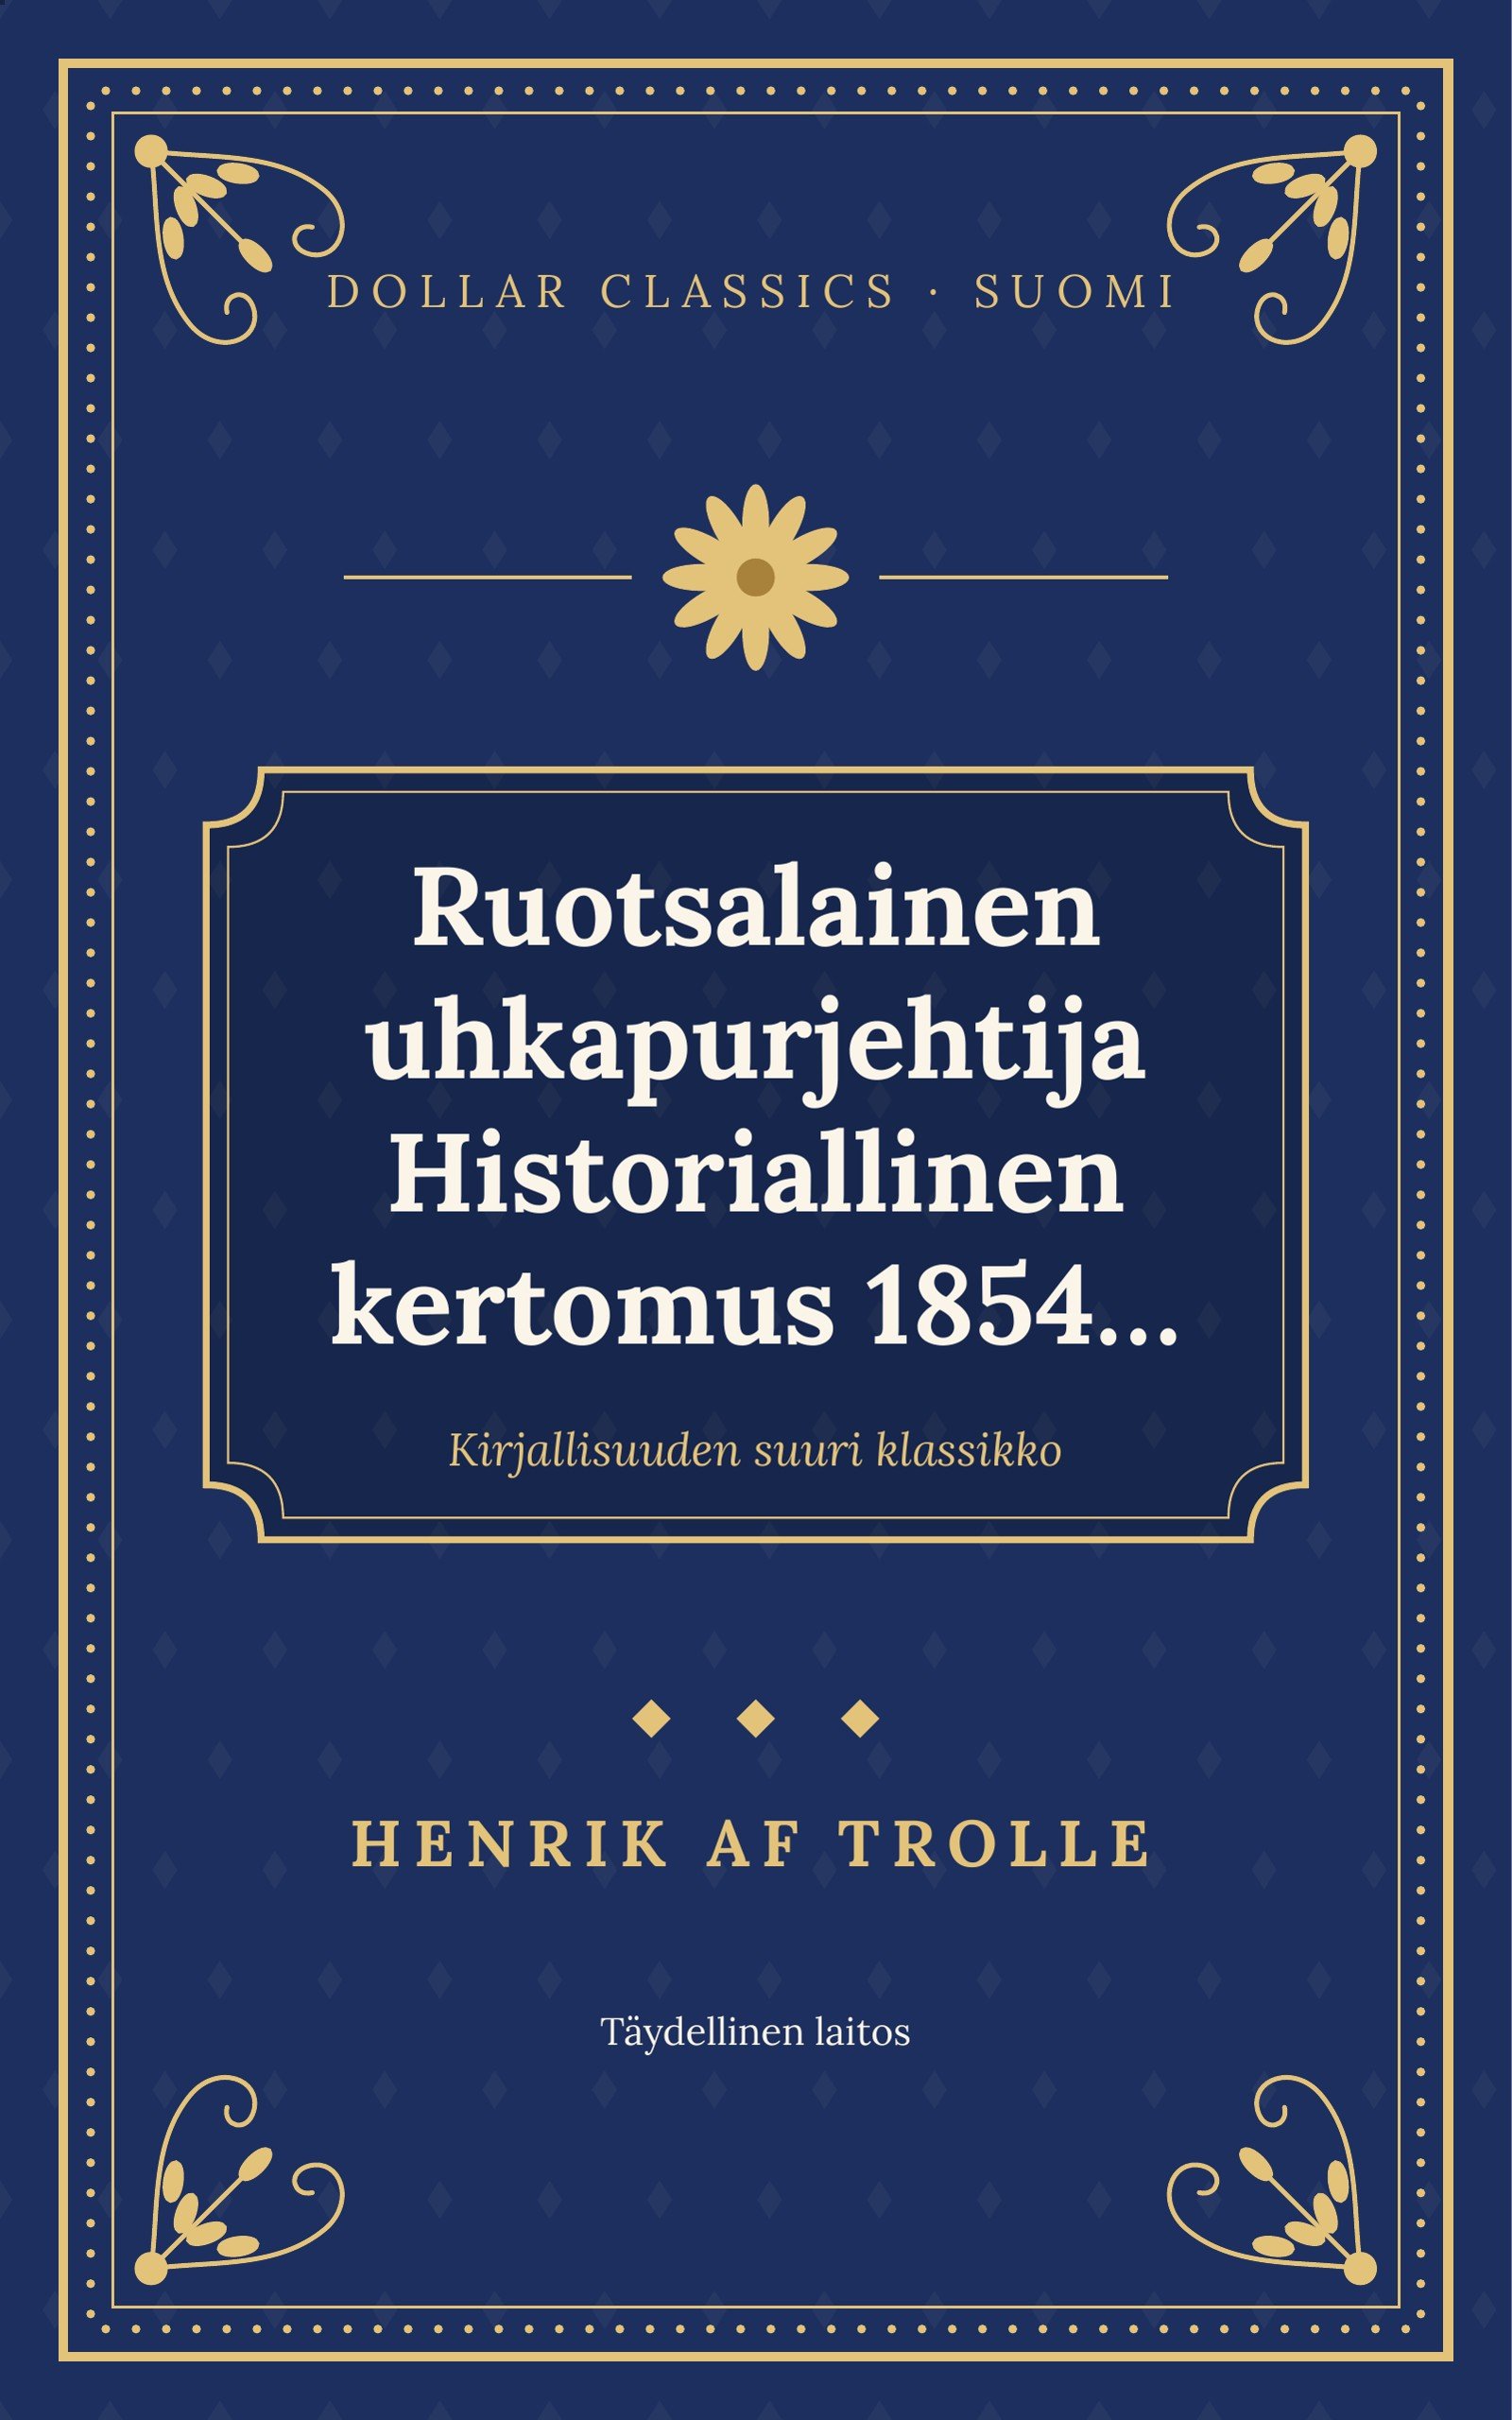 DOLLAR CLASSICS · SUOMI
Ruotsalainen
uhkapurjehtija
Historiallinen
kertomus 1854...
Kirjallisuuden suuri klassikko
HENRIK AF TROLLE
Täydellinen laitos